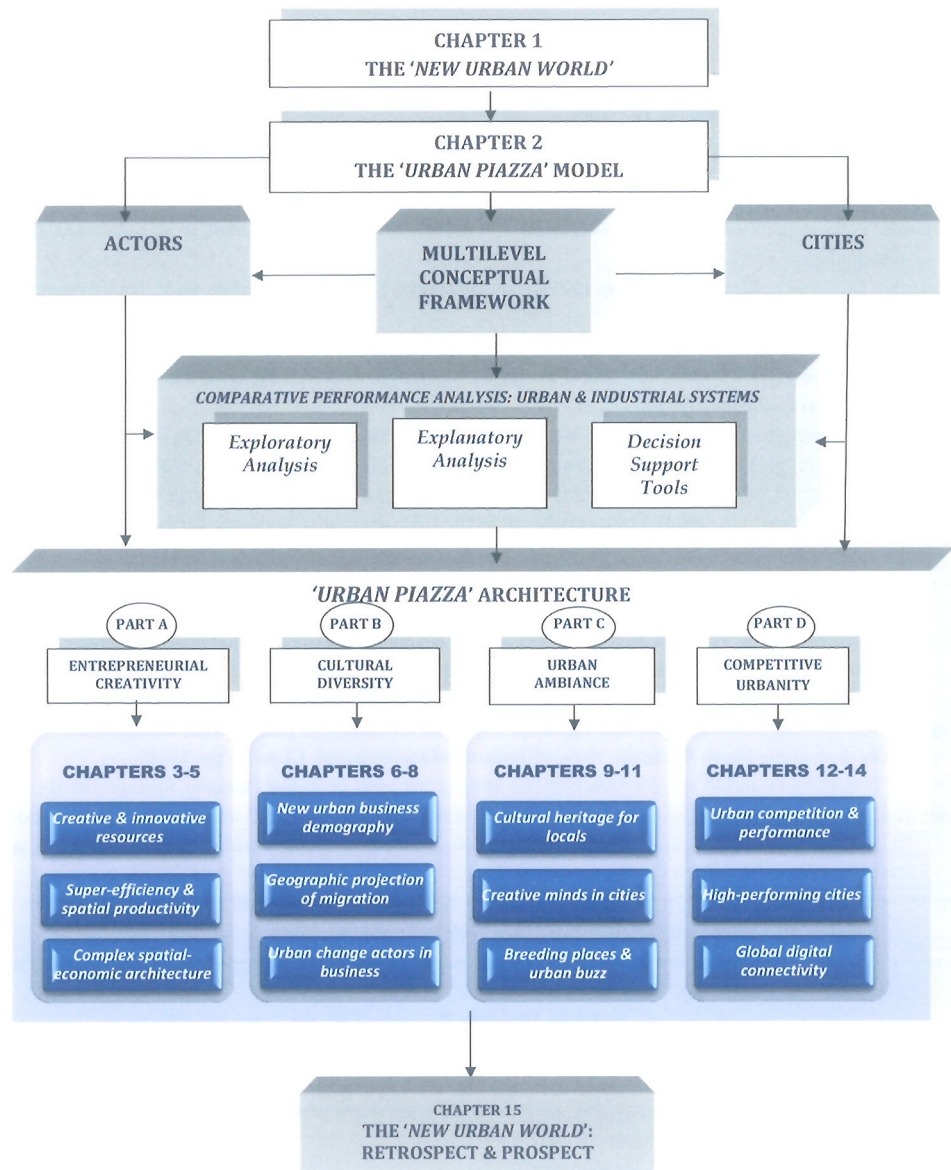 CHAPTER 1
THE ‘NEW URBAN WORLD’
CHAPTER 2
THE ‘URBAN PIAZZA’ MODEL
ACTORS
MULTILEVEL
CONCEPTUAL
FRAMEWORK
CITIES
COMPARATIVE PERFORMANCE ANALYSIS: URBAN & INDUSTRIAL SYSTEMS
Exploratory
Analysis
Explanatory
Analysis
Decision
Support
Tools
‘URBAN PIAZZA’ ARCHITECTURE
PART A
ENTREPRENEURIAL
CREATIVITY
CHAPTERS 3-5
Creative & innovative
resources
Super-efficiency &
spatial productivity
Complex spatial-
economic architecture
PART B
CULTURAL
DIVERSITY
CHAPTERS 6-8
New urban business
demography
Geographic projection
of migration
Urban change actors in
business
PART C
URBAN
AMBIANCE
CHAPTERS 9-11
Cultural heritage for
locals
Creative minds in cities
Breeding places &
urban buzz
PART D
COMPETITIVE
URBANITY
CHAPTERS 12-14
Urban competition &
performance
High-performing cities
Global digital
connectivity
CHAPTER 15
THE ‘NEW URBAN WORLD’:
RETROSPECT & PROSPECT